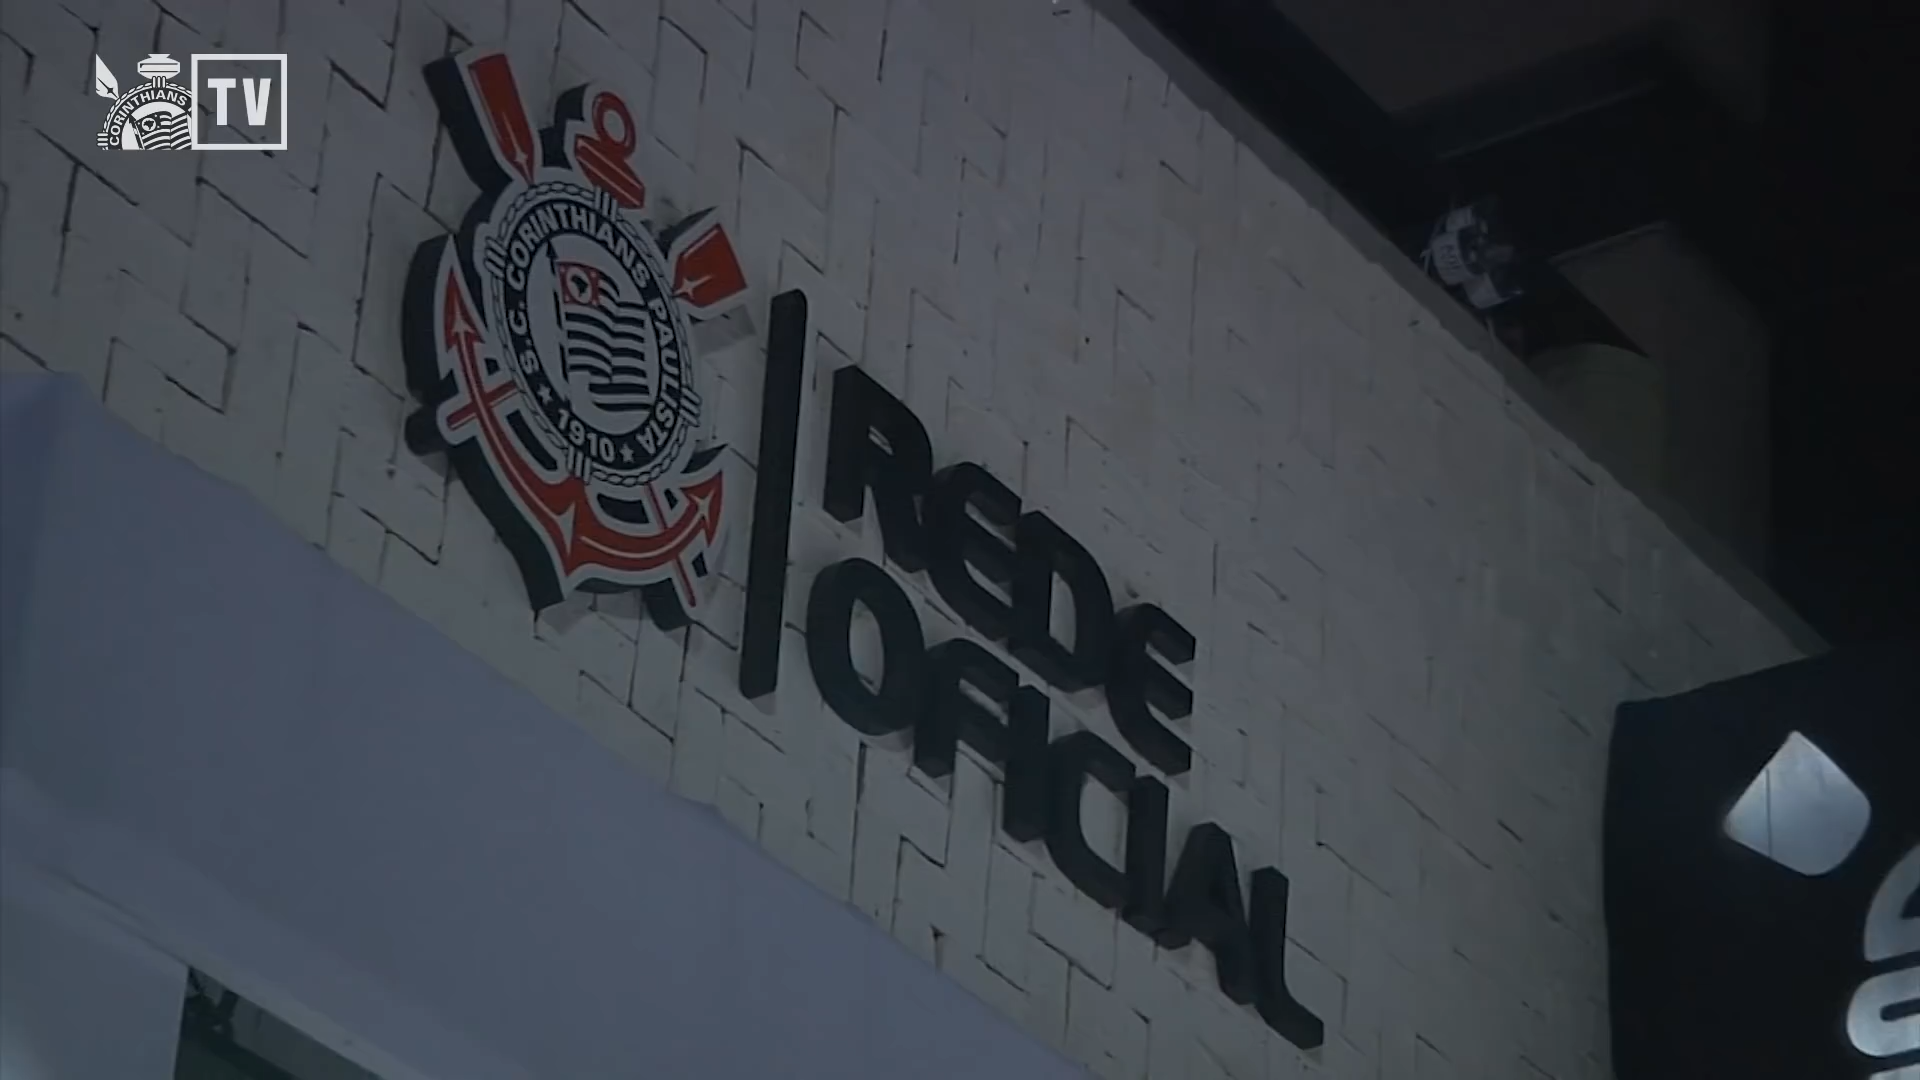 CORINTHIANS
TV
S.C. CORINTHIANS PAULISTA
1910
REDE
OFICIAL